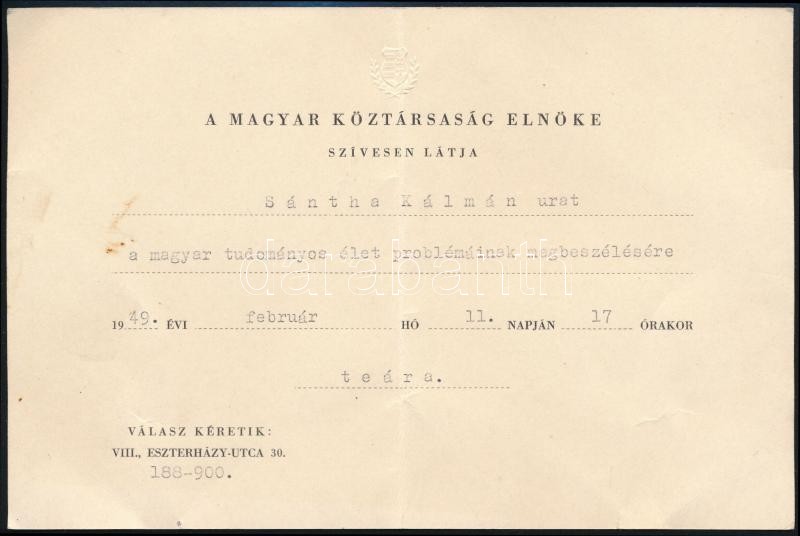 A MAGYAR KÖZTÁRSASÁG ELNÖKE
SZÍVESEN LÁTJA
Sántha Kálmán urat
a magyar tudományos élet problémáinak megbeszélésére
1949. ÉVI február HÓ 11. NAPJÁN 17 ÓRAKOR
teára.
VÁLASZ KÉRETIK:
VIII., ESZTERHÁZY-UTCA 30.
188-900.
darabanth